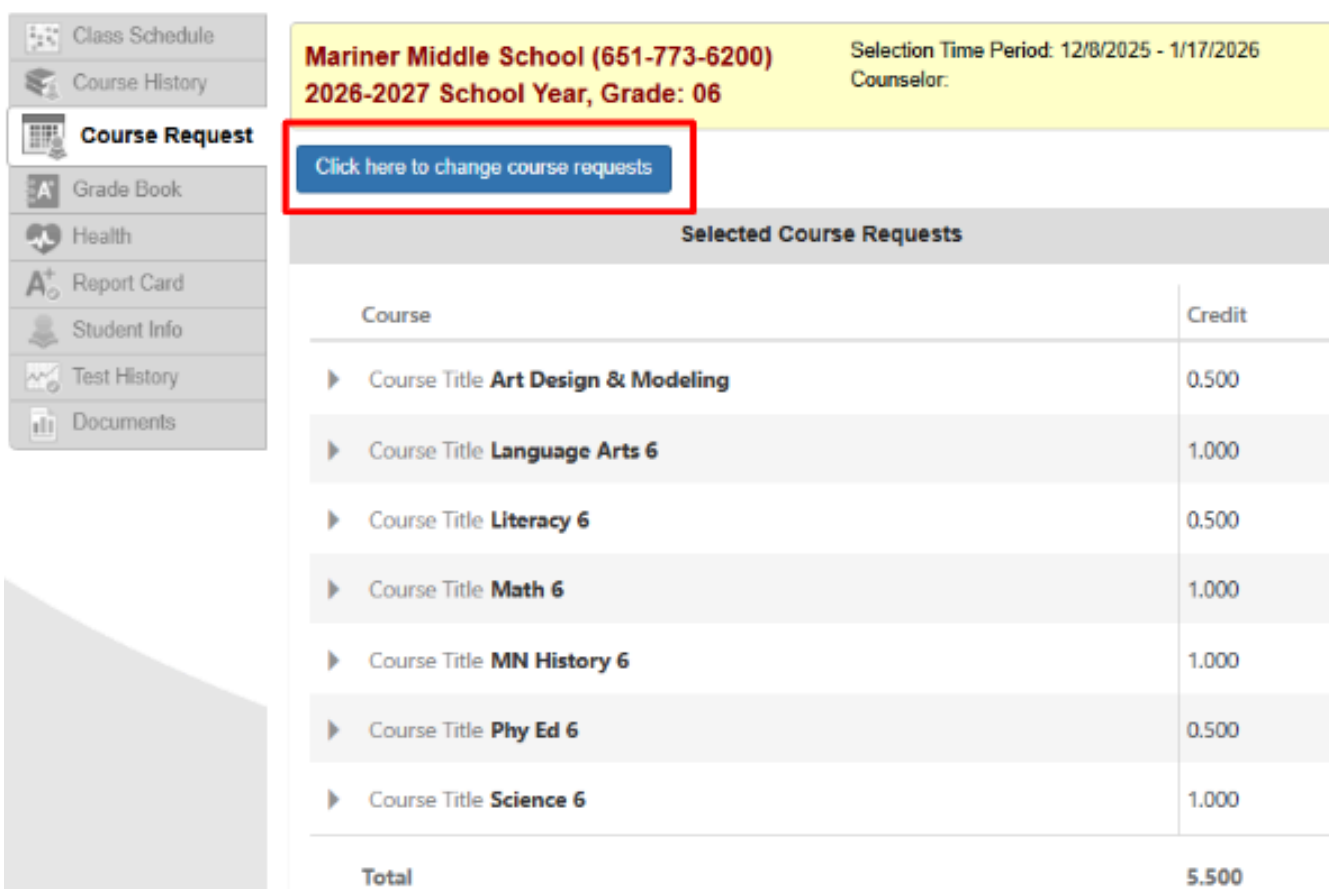 Class Schedule
Course History
Course Request
Grade Book
Health
Report Card
Student Info
Test History
Documents
Mariner Middle School (651-773-6200)
2026-2027 School Year, Grade: 06
Selection Time Period: 12/8/2025 - 1/17/2026
Counselor:
Click here to change course requests
Selected Course Requests
Course Credit
Course Title Art Design & Modeling 0.500
Course Title Language Arts 6 1.000
Course Title Literacy 6 0.500
Course Title Math 6 1.000
Course Title MN History 6 1.000
Course Title Phy Ed 6 0.500
Course Title Science 6 1.000
Total 5.500